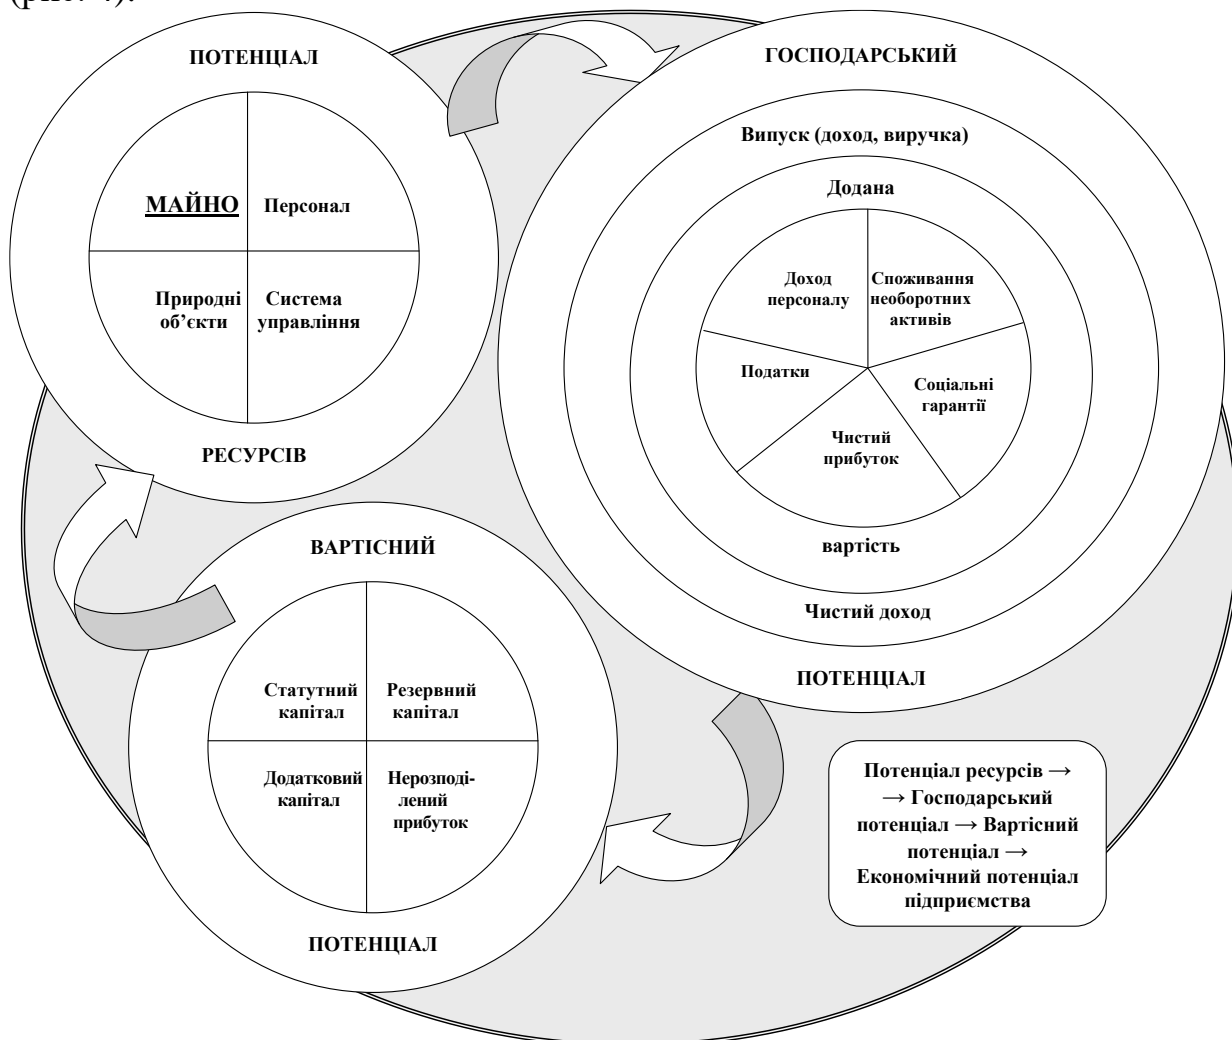 ПОТЕНЦІАЛ
МАЙНО
Персонал
Природні
об’єкти
Система
управління
РЕСУРСІВ
ГОСПОДАРСЬКИЙ
Випуск (доход, виручка)
Додана
Доход
персоналу
Споживання
необоротних
активів
Податки
Соціальні
гарантії
Чистий
прибуток
вартість
Чистий доход
ПОТЕНЦІАЛ
ВАРТІСНИЙ
Статутний
капітал
Резервний
капітал
Додатковий
капітал
Нерозподі-
лений
прибуток
ПОТЕНЦІАЛ
Потенціал ресурсів →
→ Господарський
потенціал → Вартісний
потенціал →
Економічний потенціал
підприємства